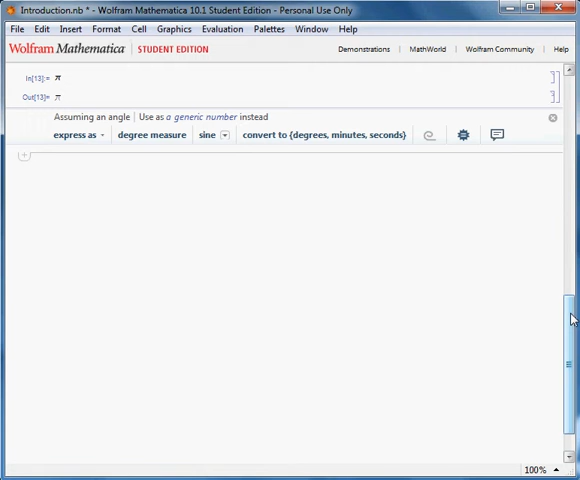 Introduction.nb * - Wolfram Mathematica 10.1 Student Edition - Personal Use Only
File Edit Insert Format Cell Graphics Evaluation Palettes Window Help
Wolfram Mathematica | STUDENT EDITION Demonstrations MathWorld Wolfram Community Help
In[13]:= π
Out[13]= π
Assuming an angle | Use as a generic number instead
express as degree measure sine convert to {degrees, minutes, seconds}
100%